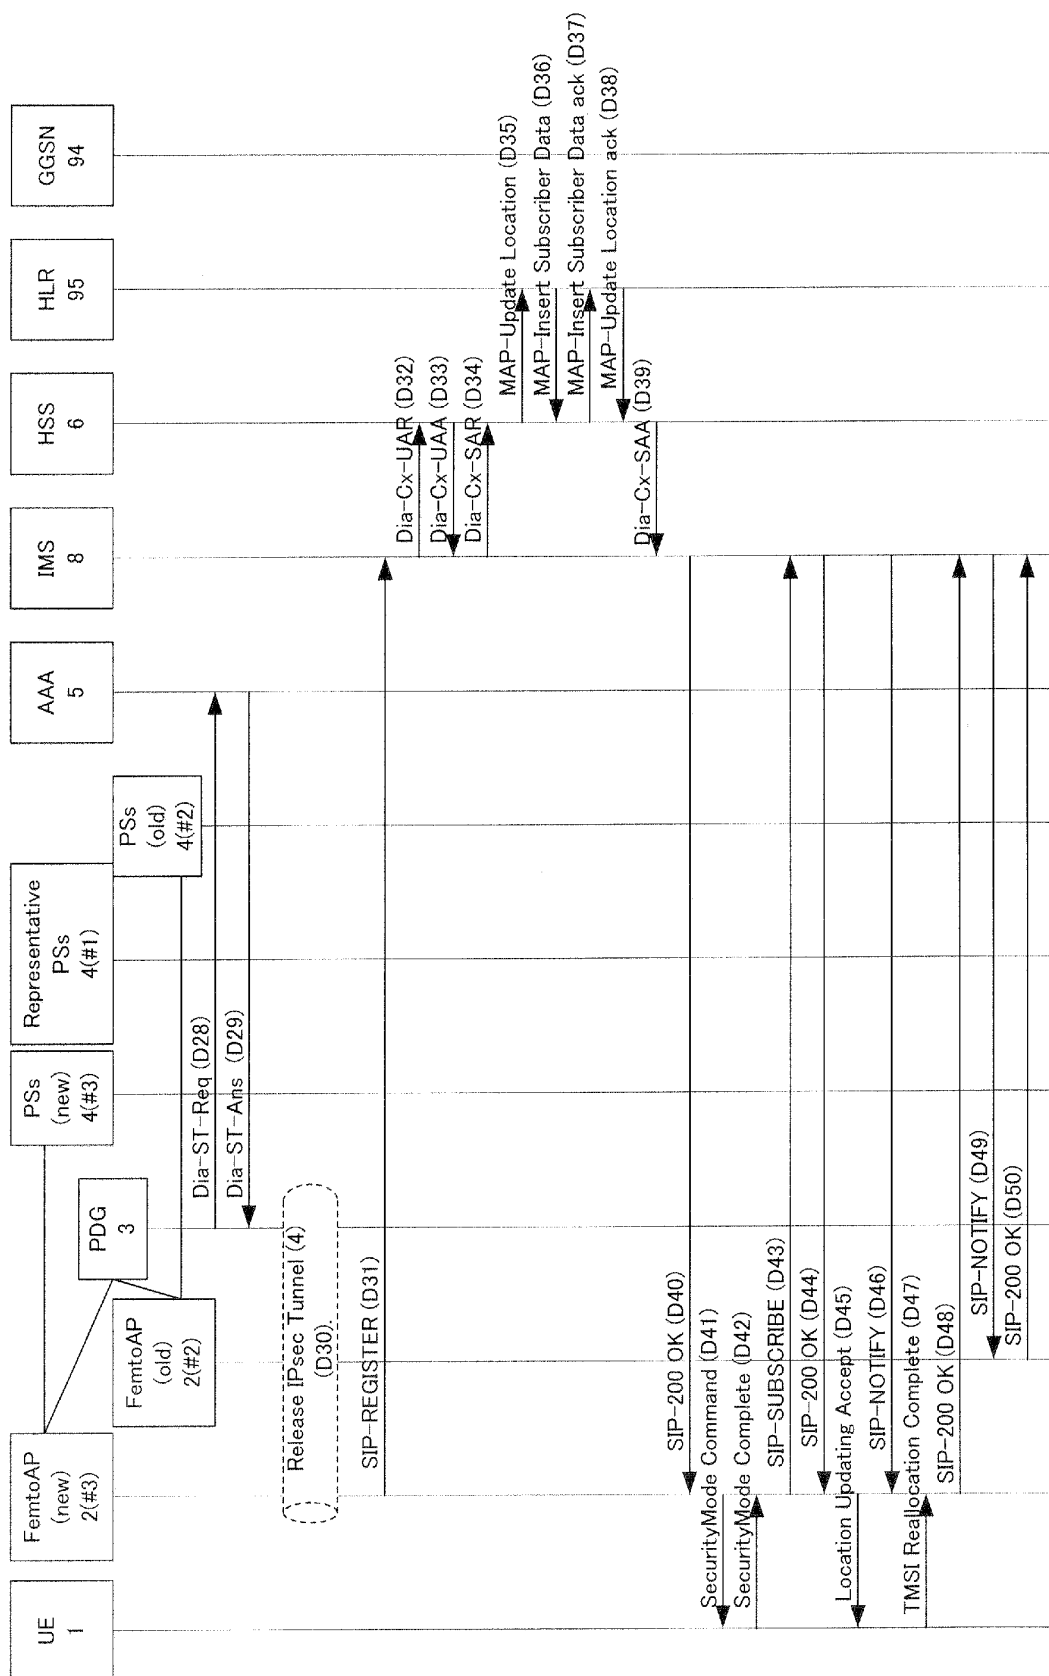 UE
1
FemtoAP
(new)
2(#3)
FemtoAP
(old)
2(#2)
PDG
3
PSs
(new)
4(#3)
Representative
PSs
4(#1)
PSs
(old)
4(#2)
AAA
5
IMS
8
HSS
6
HLR
95
GGSN
94
Dia-ST-Req (D28)
Dia-ST-Ans (D29)
Release IPsec Tunnel (4)
(D30).
SIP-REGISTER (D31)
Dia-Cx-UAR (D32)
Dia-Cx-UAA (D33)
Dia-Cx-SAR (D34)
MAP-Update Location (D35)
MAP-Insert Subscriber Data (D36)
MAP-Insert Subscriber Data ack (D37)
MAP-Update Location ack (D38)
Dia-Cx-SAA (D39)
SIP-200 OK (D40)
SecurityMode Command (D41)
SecurityMode Complete (D42)
SIP-SUBSCRIBE (D43)
SIP-200 OK (D44)
Location Updating Accept (D45)
SIP-NOTIFY (D46)
TMSI Reallocation Complete (D47)
SIP-200 OK (D48)
SIP-NOTIFY (D49)
SIP-200 OK (D50)